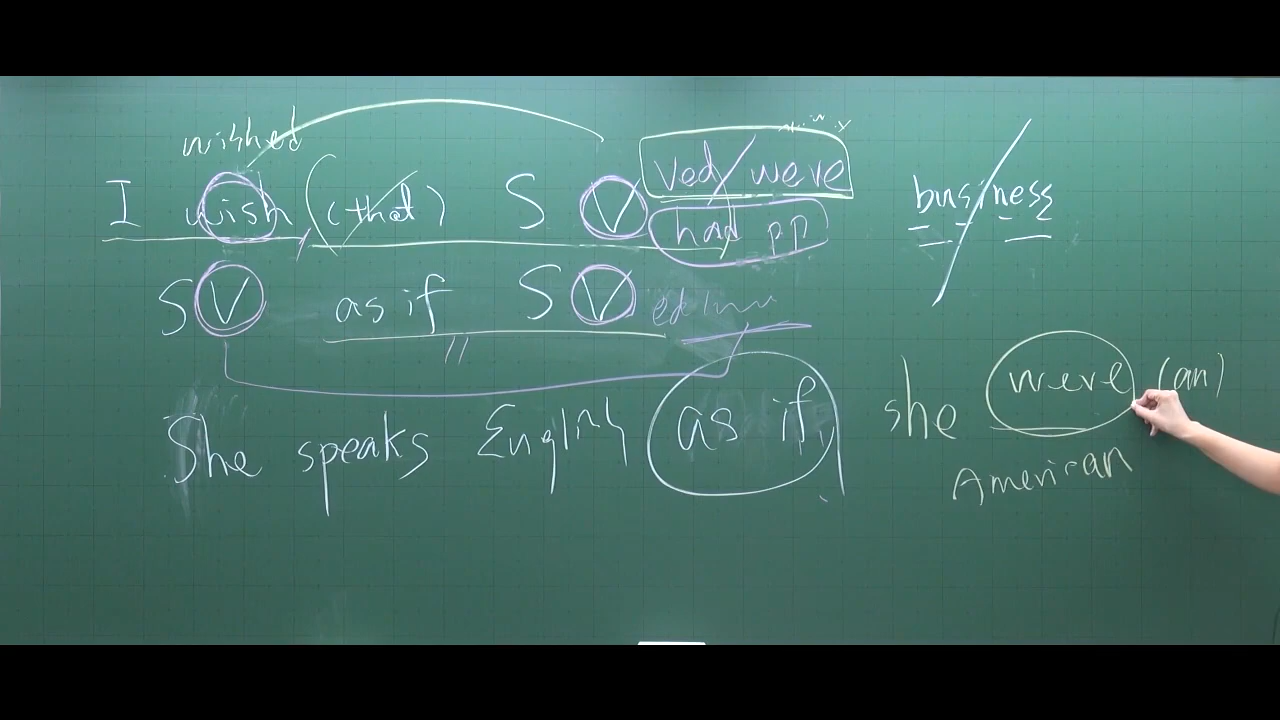 wished
I wish (that) S V ved/were
had pp
business
S V as if S V
She speaks English as if she were (an)
American